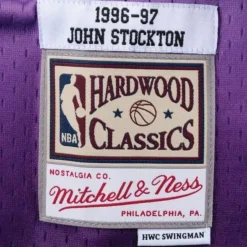 1996-97
JOHN STOCKTON
HARDWOOD
NBA
CLASSICS
NOSTALGIA CO.
Mitchell & Ness
PHILADELPHIA, PA.
HWC SWINGMAN